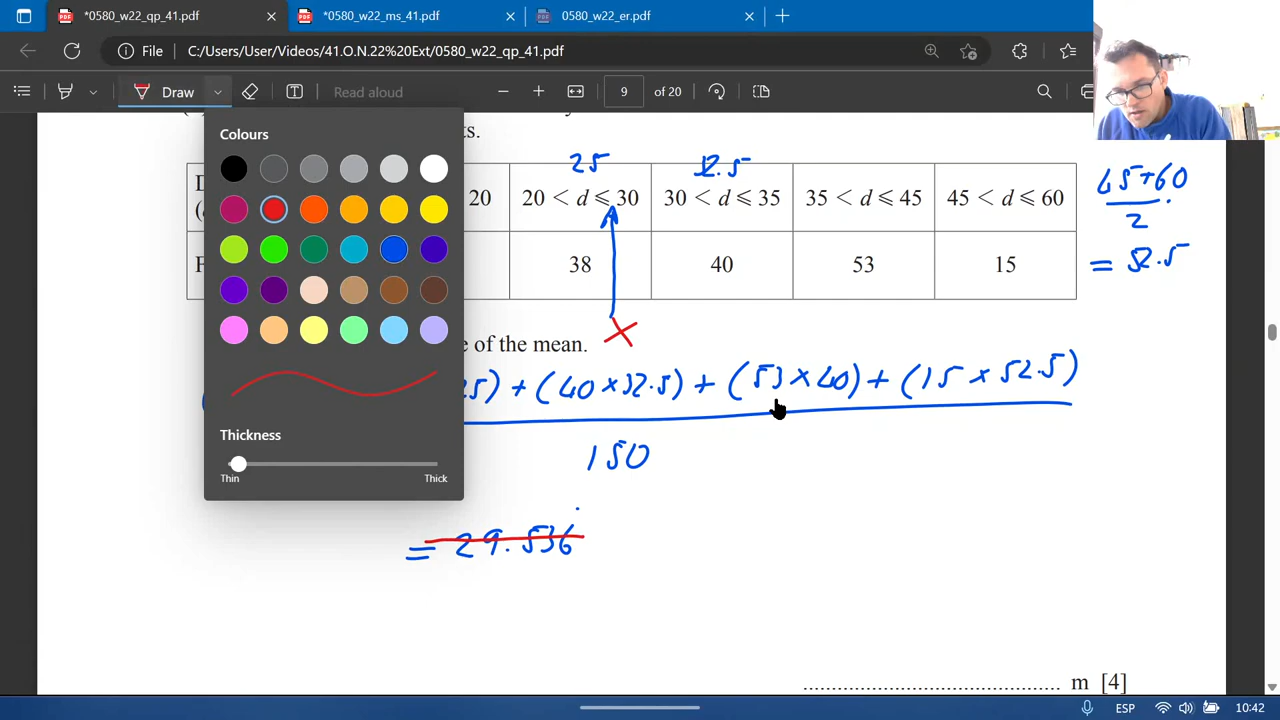 *0580_w22_qp_41.pdf
*0580_w22_ms_41.pdf
0580_w22_er.pdf
File C:/Users/User/Videos/41.O.N.22%20Ext/0580_w22_qp_41.pdf
Draw
Read aloud
9 of 20
Colours
ts.
25 32.5
20 20 < d ⩽ 30 30 < d ⩽ 35 35 < d ⩽ 45 45 < d ⩽ 60
38 40 53 15
45+60
2
= 52.5
e of the mean.
5) + (40 × 32.5) + (53 × 40) + (15 × 52.5)
150
Thickness
Thin Thick
= 29.536
m [4]
ESP 10:42